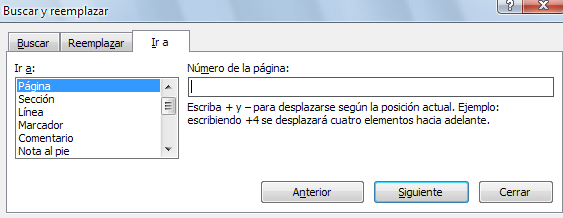 Buscar y reemplazar
Buscar Reemplazar Ir a
Ir a: Número de la página:
Página
Sección
Línea
Marcador
Comentario
Nota al pie
Escriba + y – para desplazarse según la posición actual. Ejemplo:
escribiendo +4 se desplazará cuatro elementos hacia adelante.
Anterior Siguiente Cerrar